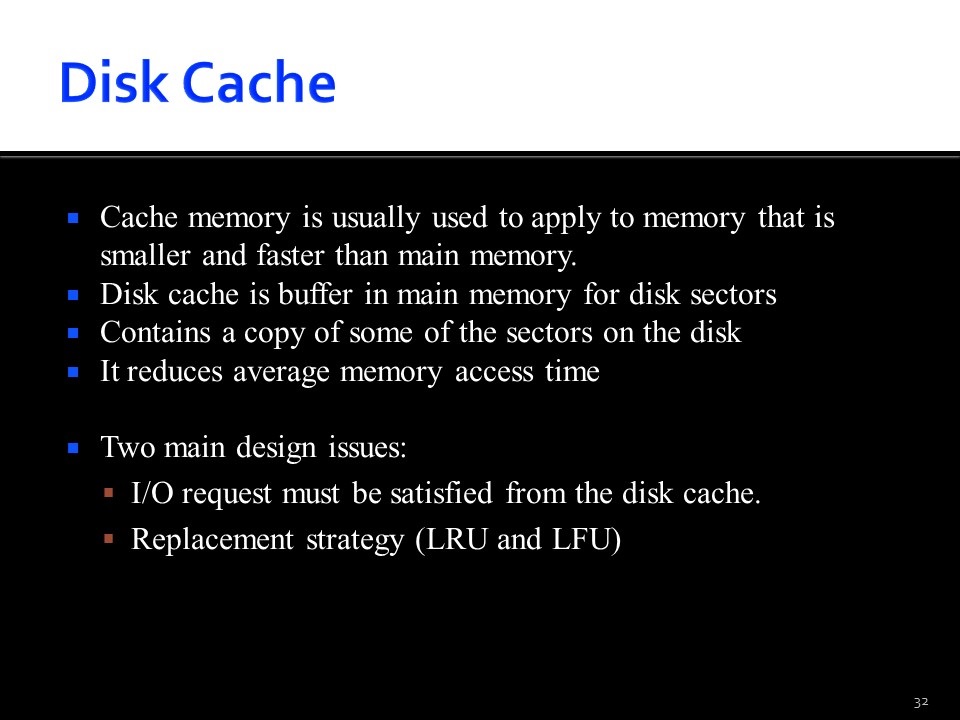 Disk Cache
Cache memory is usually used to apply to memory that is
smaller and faster than main memory.
Disk cache is buffer in main memory for disk sectors
Contains a copy of some of the sectors on the disk
It reduces average memory access time
Two main design issues:
I/O request must be satisfied from the disk cache.
Replacement strategy (LRU and LFU)
32